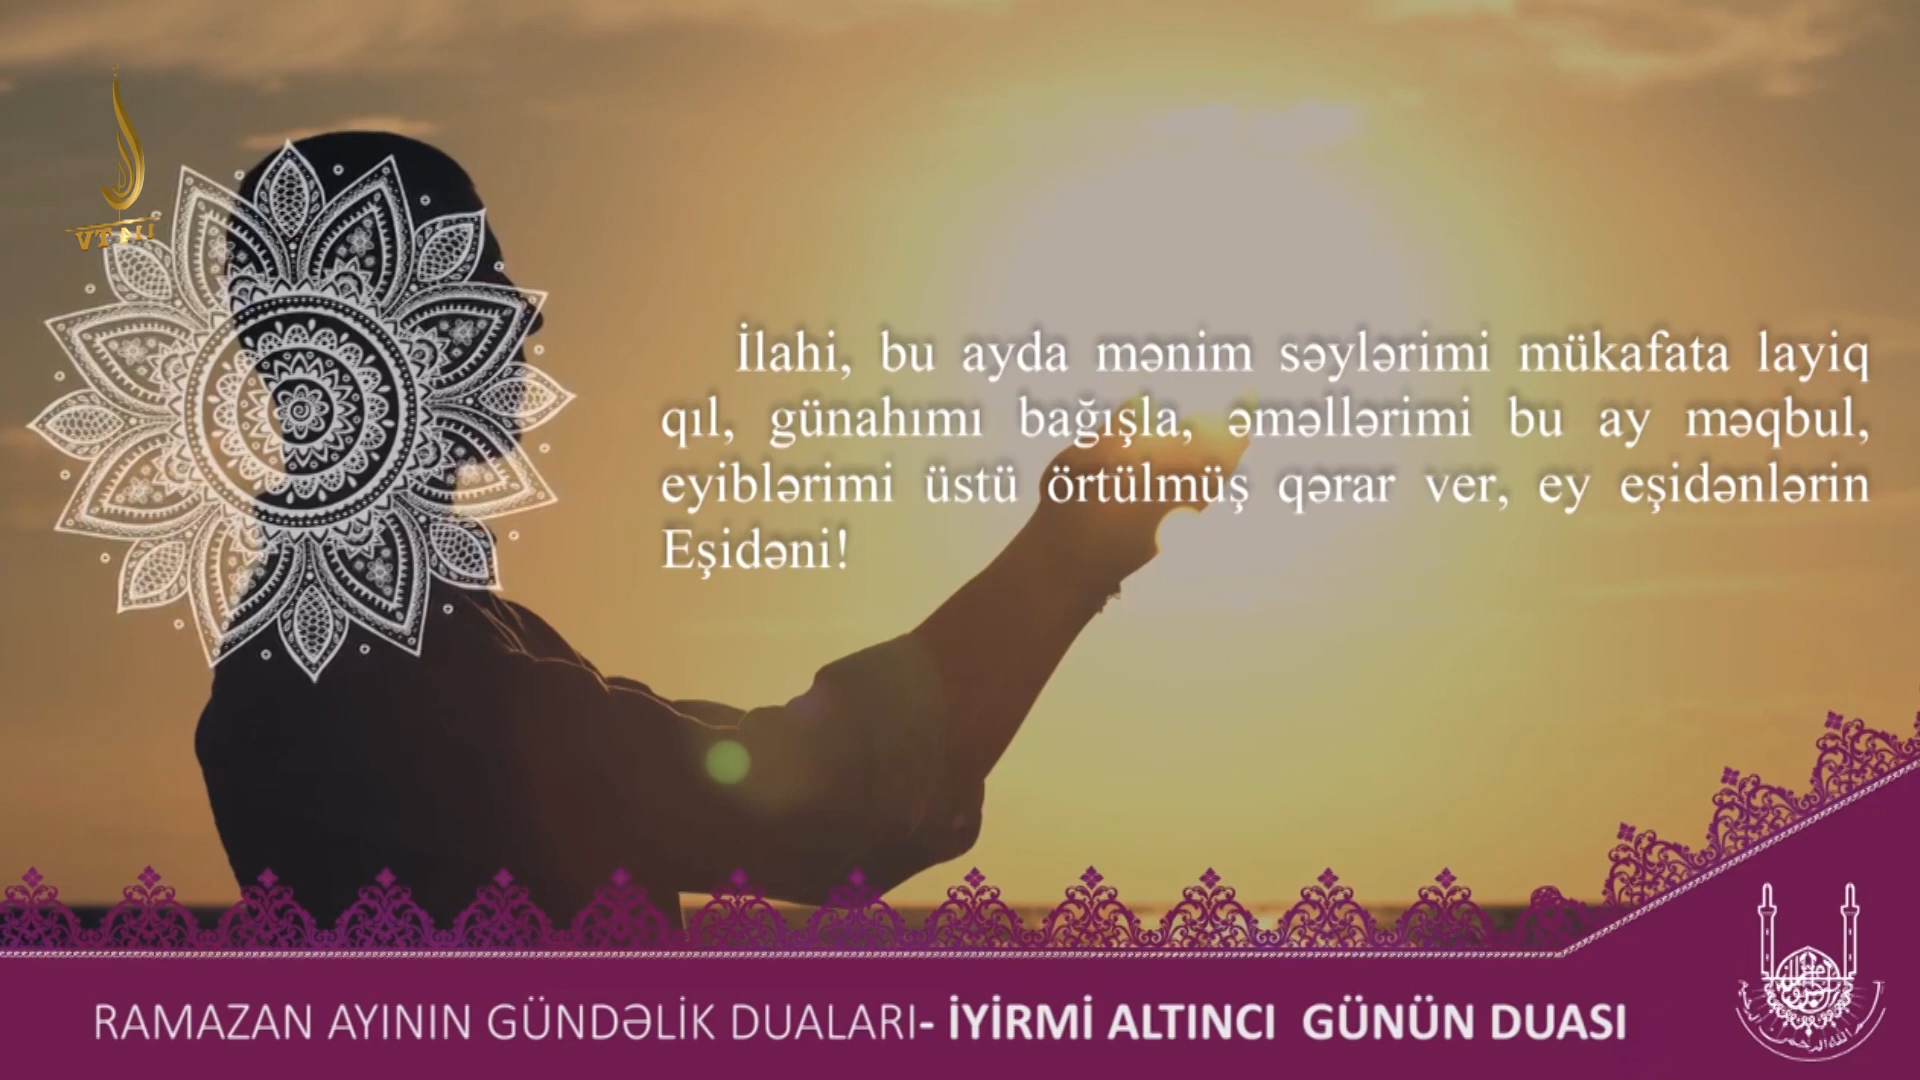 İlahi, bu ayda mənim səylərimi mükafata layiq
qıl, günahımı bağışla, əməllərimi bu ay məqbul,
eyiblərimi üstü örtülmüş qərar ver, ey eşidənlərin
Eşidəni!
RAMAZAN AYININ GÜNDƏLİK DUALARI- İYİRMİ ALTINCI GÜNÜN DUASI